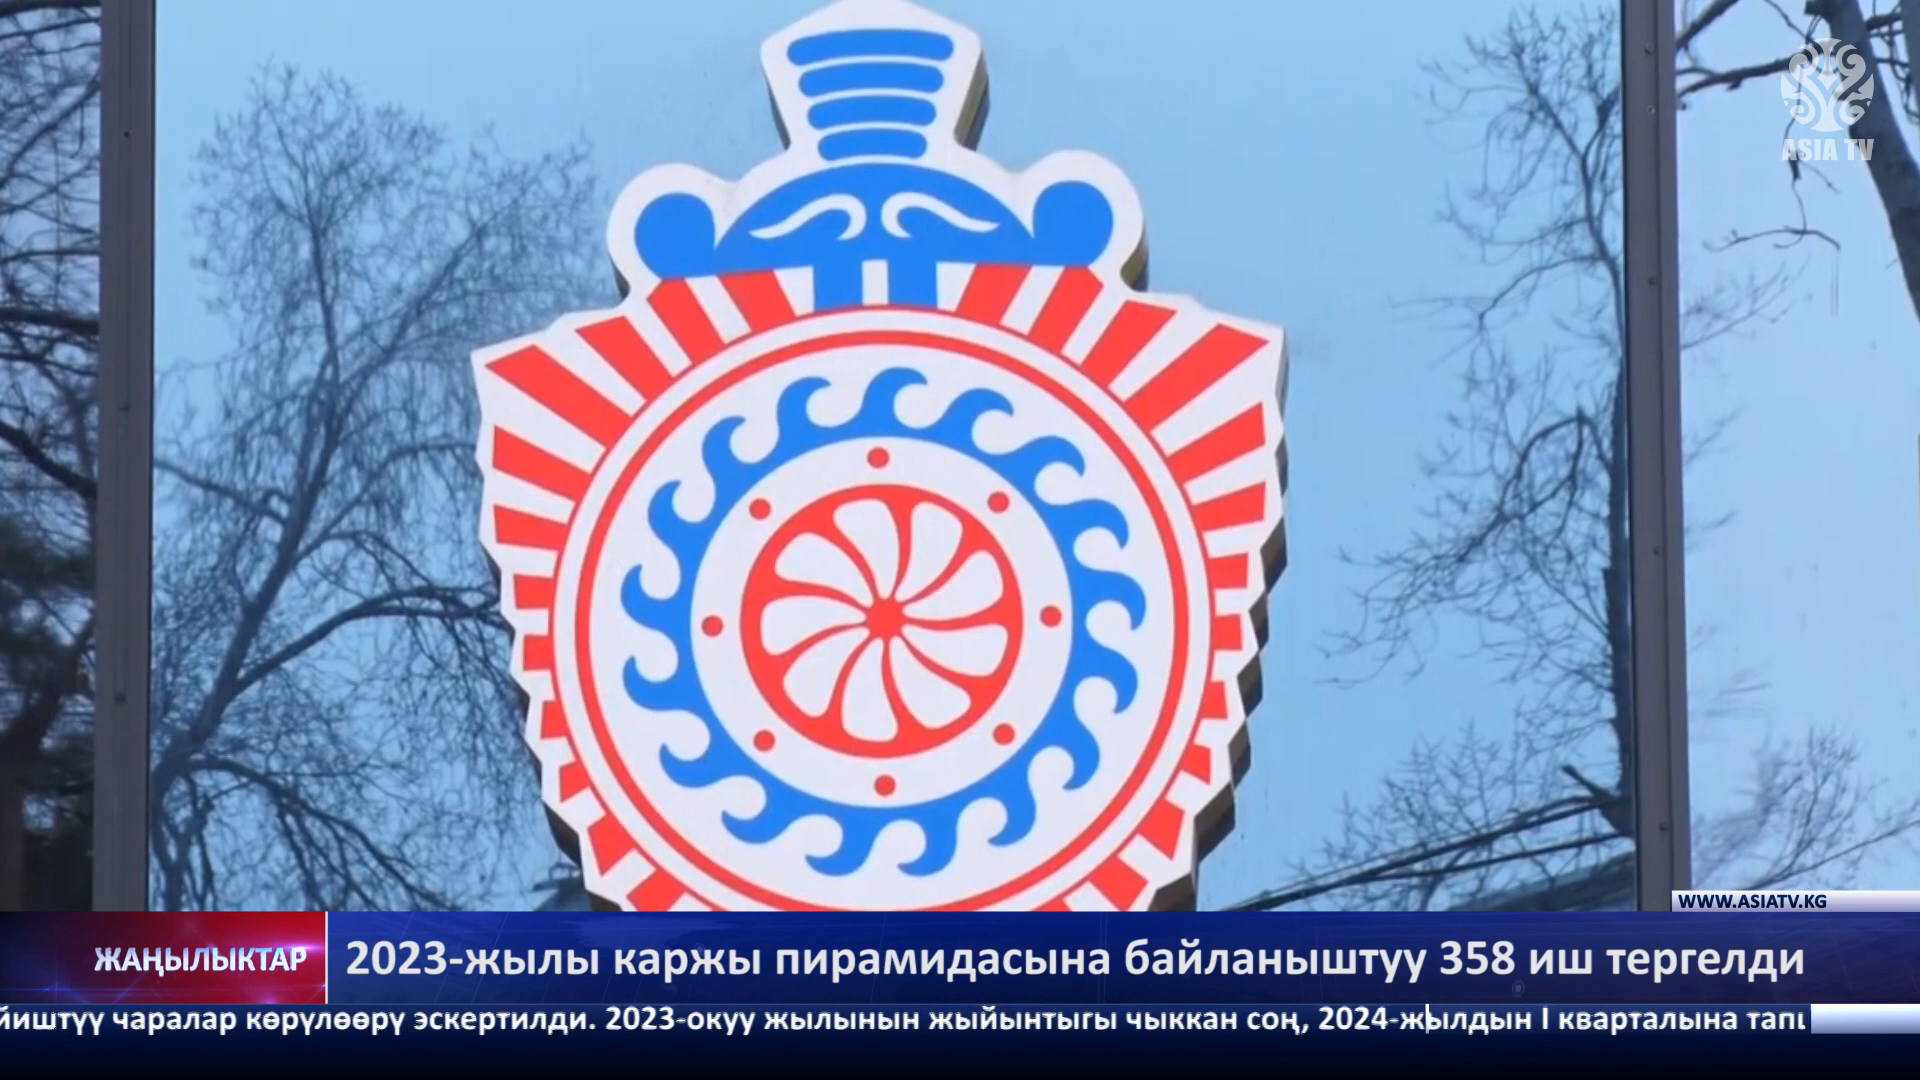 ASIA TV
WWW.ASIATV.KG
ЖАҢЫЛЫКТАР
2023-жылы каржы пирамидасына байланыштуу 358 иш тергелди
йиштүү чаралар көрүлөөрү эскертилди. 2023-окуу жылынын жыйынтыгы чыккан соң, 2024-жылдын I кварталына